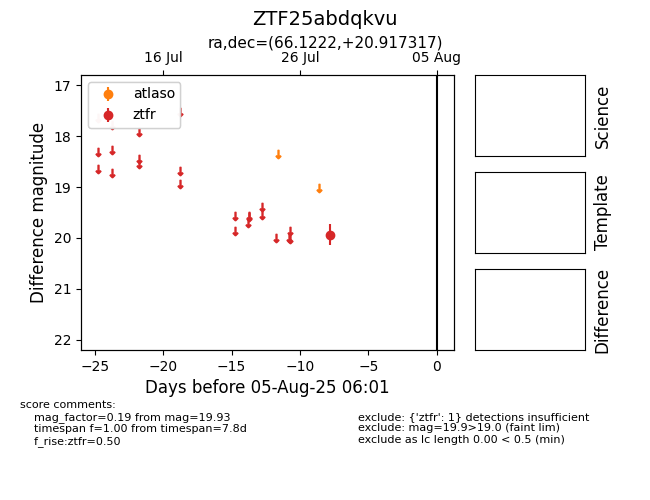 ZTF25abdqkvu
ra,dec=(66.1222,+20.917317)
16 Jul 26 Jul 05 Aug
atlaso
ztfr
17
18
19
20
21
22
Difference magnitude
−25 −20 −15 −10 −5 0
Days before 05-Aug-25 06:01
Science
Template
Difference
score comments:
mag_factor=0.19 from mag=19.93
timespan f=1.00 from timespan=7.8d
f_rise:ztfr=0.50
exclude: {'ztfr': 1} detections insufficient
exclude: mag=19.9>19.0 (faint lim)
exclude as lc length 0.00 < 0.5 (min)